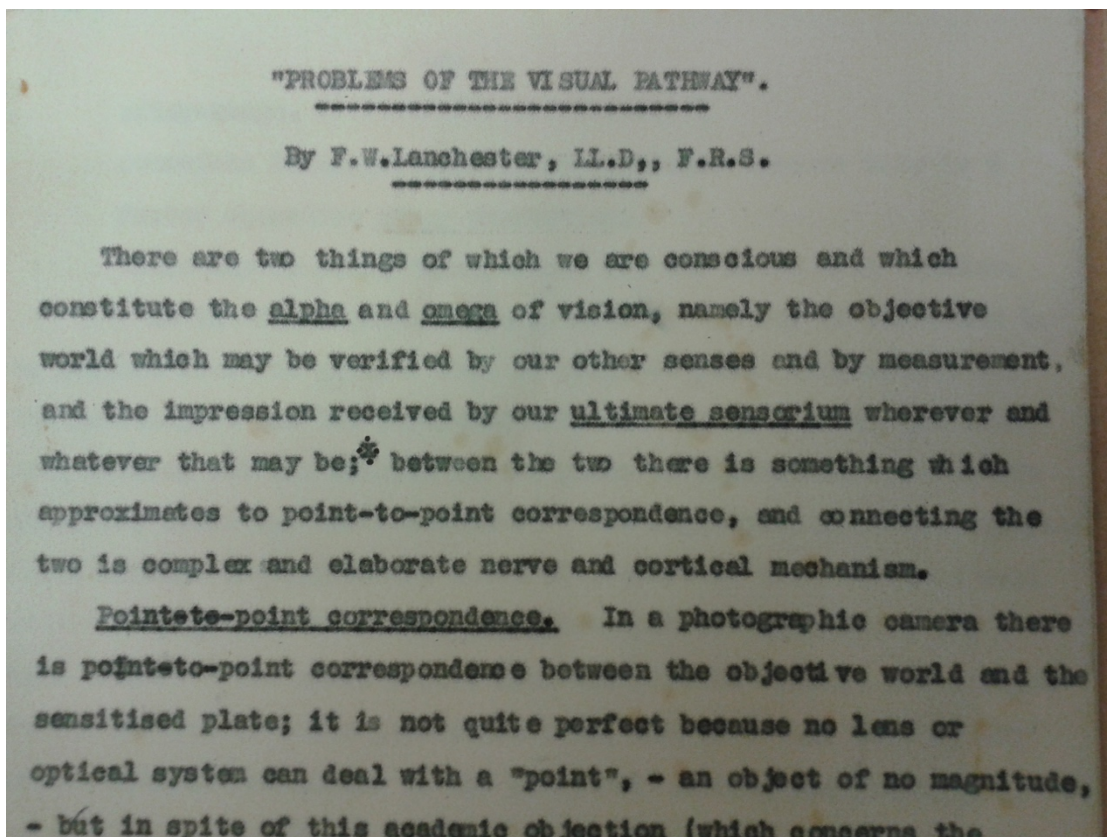 "PROBLEMS OF THE VISUAL PATHWAY".
By F.W.Lanchester, LL.D,, F.R.S.
There are two things of which we are conscious and which
constitute the alpha and omega of vision, namely the objective
world which may be verified by our other senses and by measurement,
and the impression received by our ultimate sensorium wherever and
whatever that may be;* between the two there is something which
approximates to point-to-point correspondence, and connecting the
two is complex and elaborate nerve and cortical mechanism.
Pointete-point correspondence. In a photographic camera there
is pointeto-point correspondence between the objective world and the
sensitised plate; it is not quite perfect because no lens or
optical system can deal with a "point", - an object of no magnitude,
- but in spite of this academic objection (which concerns the